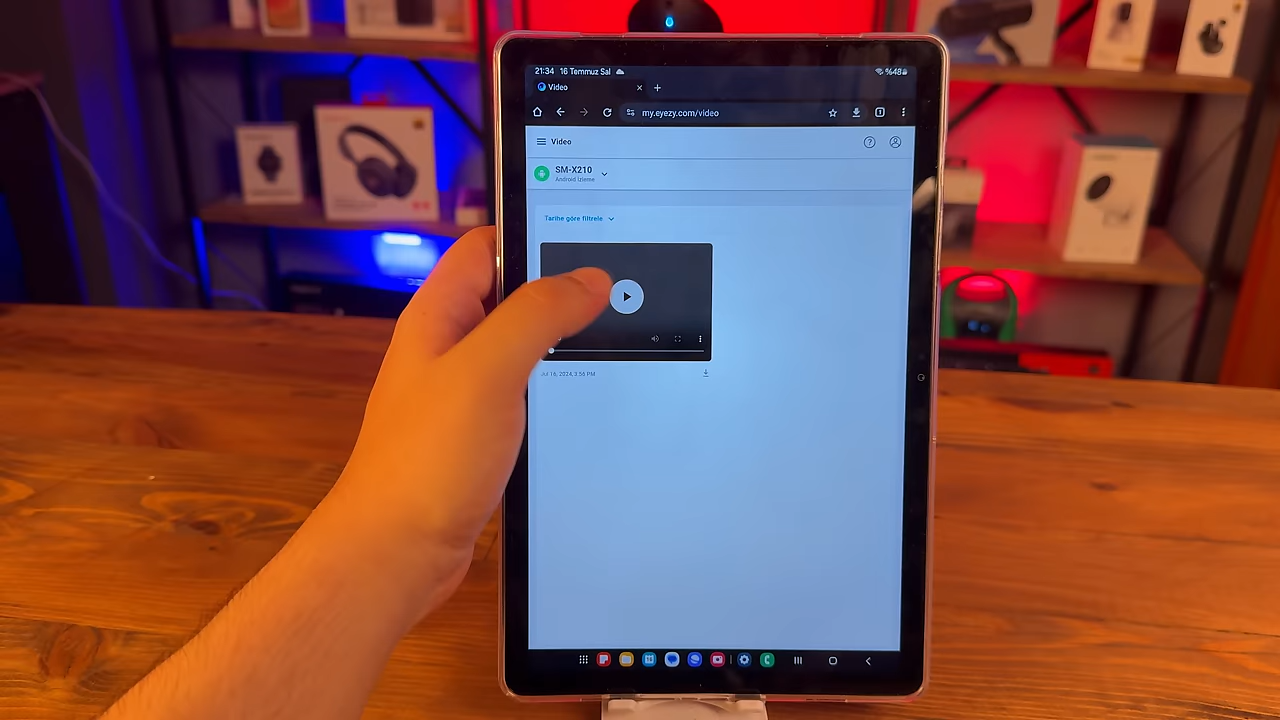 21:34 16 Temmuz Sal %48
Video
my.eyezy.com/video
Video
SM-X210
Android İzleme
Tarihe göre filtrele
Jul 16, 2024, 3:56 PM